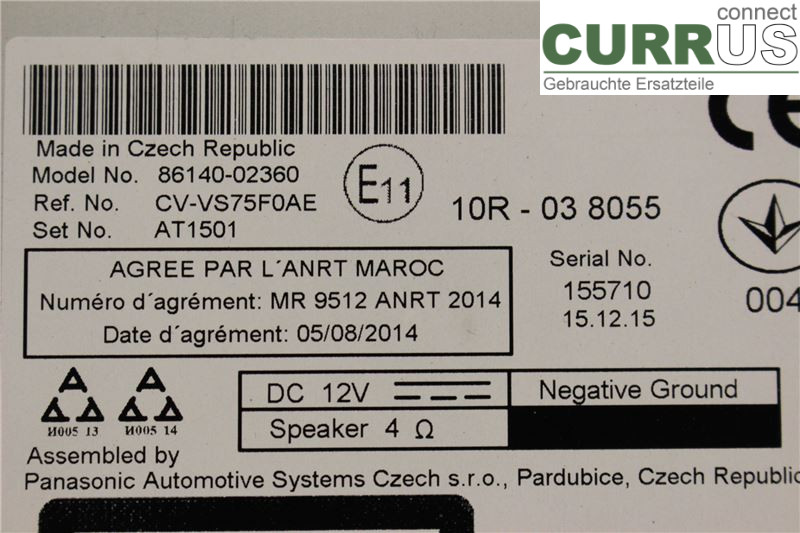 connect
CURRUS
Gebrauchte Ersatzteile
CE
Made in Czech Republic
Model No. 86140-02360
Ref. No. CV-VS75F0AE
Set No. AT1501
E11
10R - 03 8055
AGREE PAR L´ANRT MAROC
Numéro d´agrément: MR 9512 ANRT 2014
Date d´agrément: 05/08/2014
Serial No.
155710
15.12.15
004
И005 13
И005 14
DC 12V
Negative Ground
Speaker 4 Ω
Assembled by
Panasonic Automotive Systems Czech s.r.o., Pardubice, Czech Republic